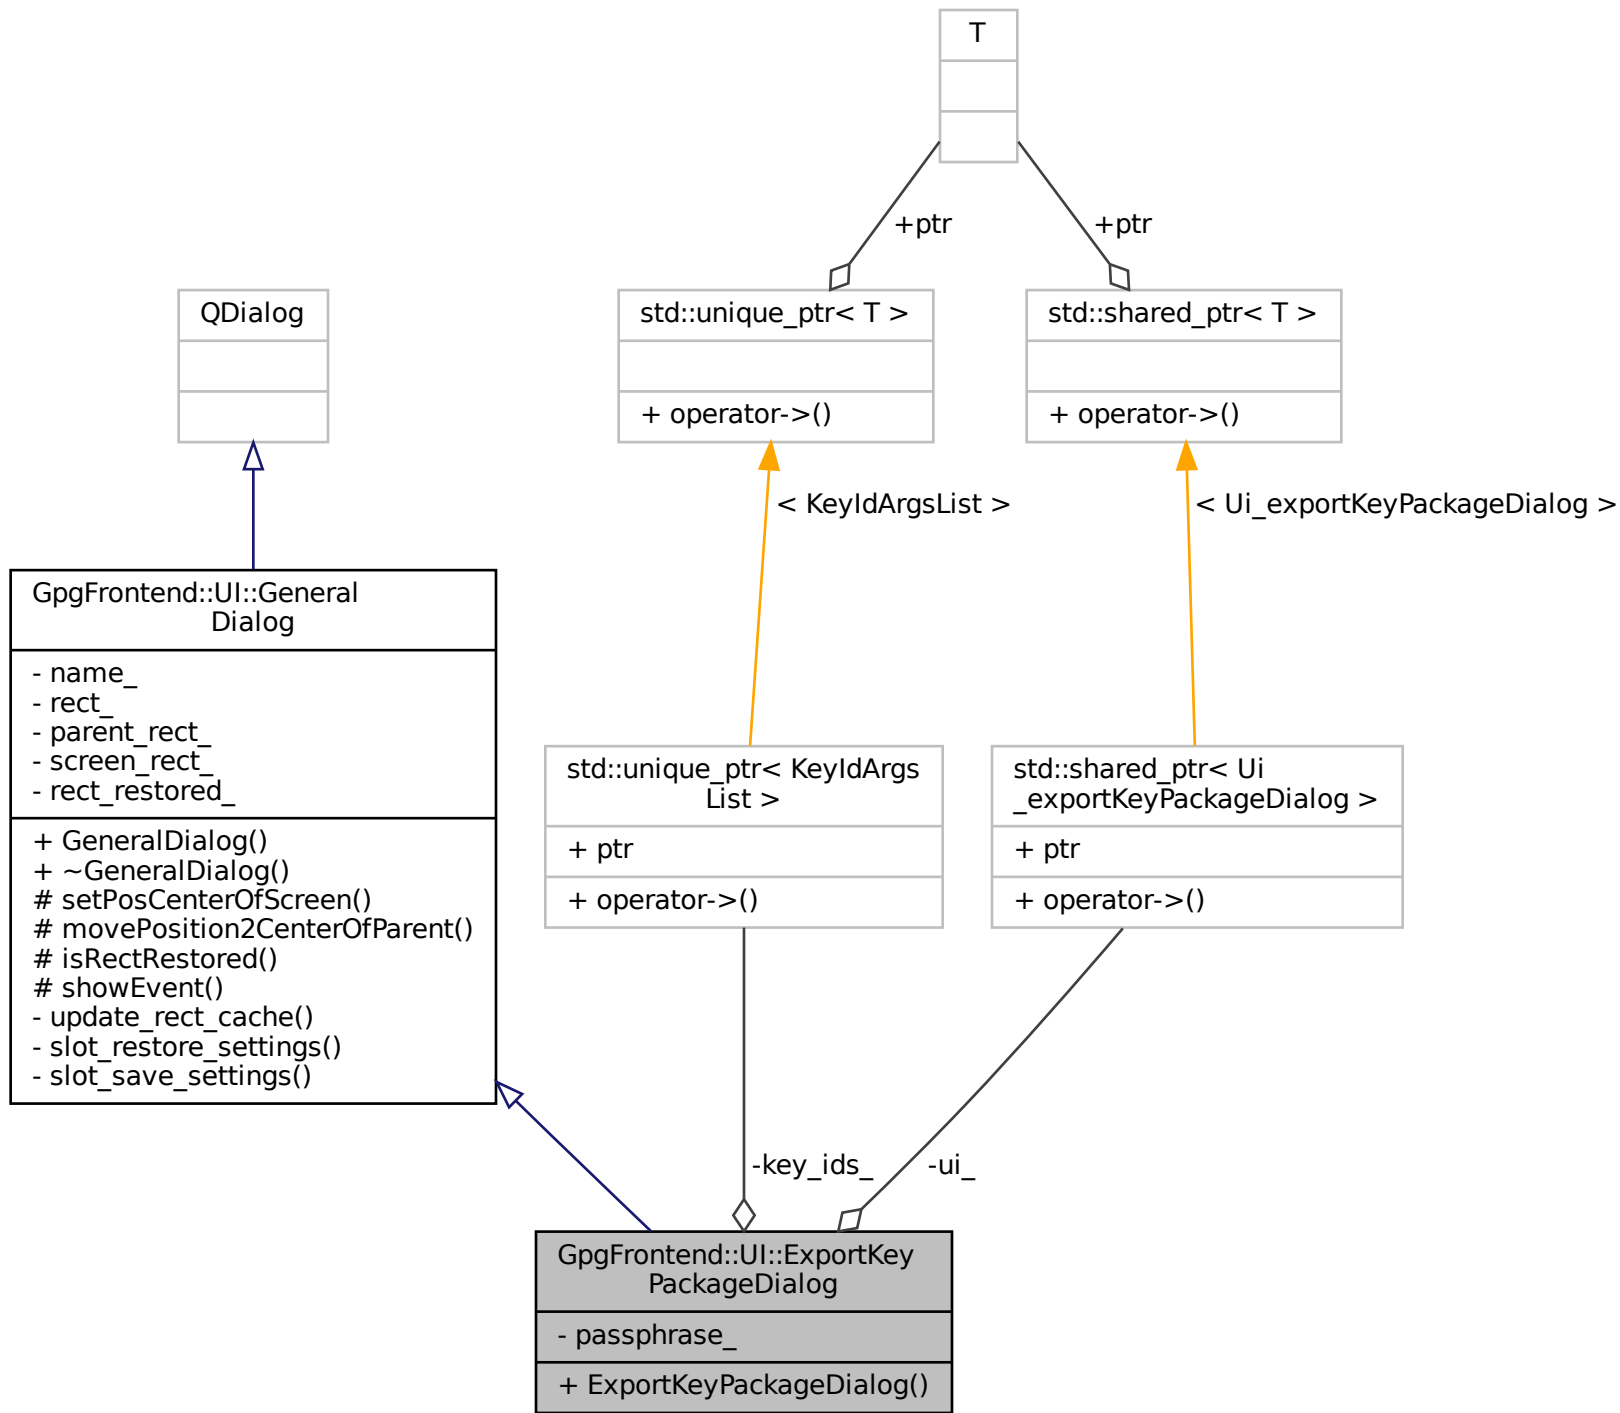 T
+ptr
+ptr
QDialog
std::unique_ptr< T >
+ operator->()
std::shared_ptr< T >
+ operator->()
< KeyIdArgsList >
< Ui_exportKeyPackageDialog >
GpgFrontend::UI::General
Dialog
- name_
- rect_
- parent_rect_
- screen_rect_
- rect_restored_
+ GeneralDialog()
+ ~GeneralDialog()
# setPosCenterOfScreen()
# movePosition2CenterOfParent()
# isRectRestored()
# showEvent()
- update_rect_cache()
- slot_restore_settings()
- slot_save_settings()
std::unique_ptr< KeyIdArgs
List >
+ ptr
+ operator->()
std::shared_ptr< Ui
_exportKeyPackageDialog >
+ ptr
+ operator->()
-key_ids_
-ui_
GpgFrontend::UI::ExportKey
PackageDialog
- passphrase_
+ ExportKeyPackageDialog()